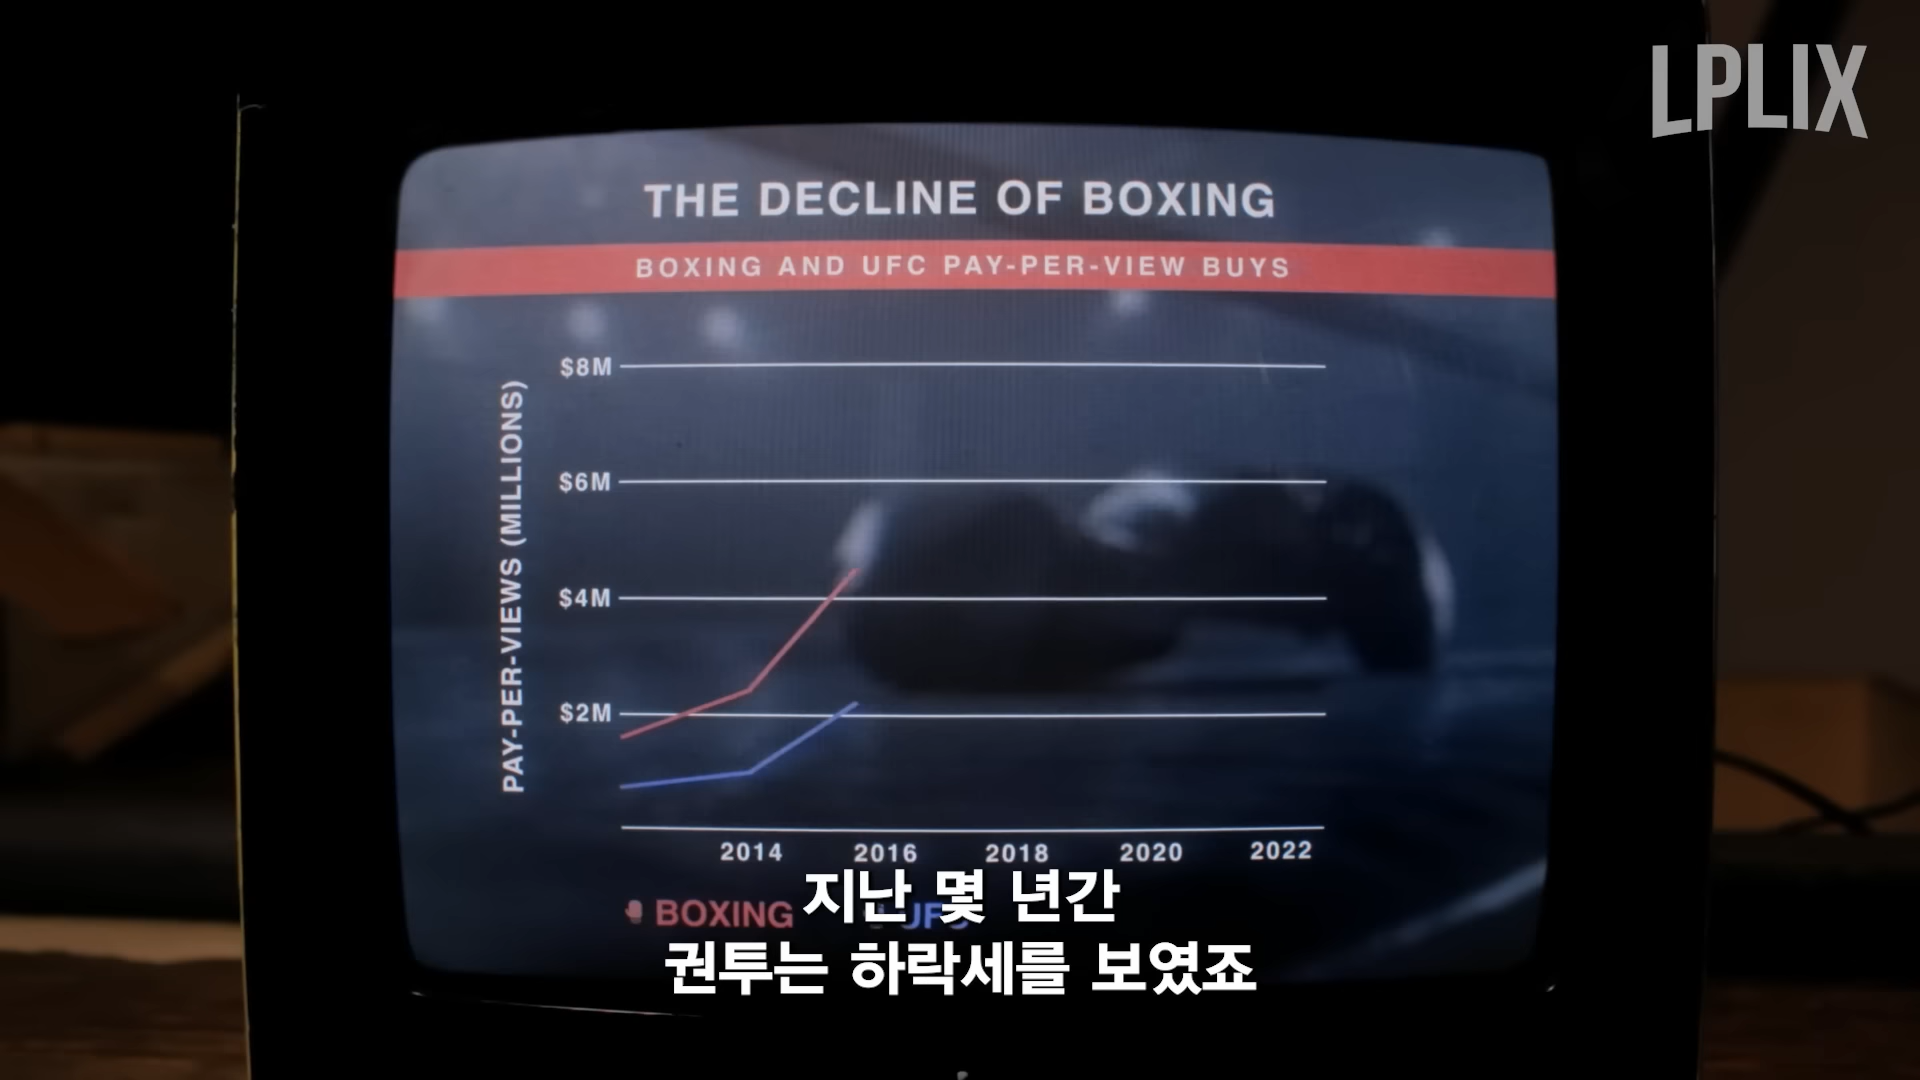 LPLIX
THE DECLINE OF BOXING
BOXING AND UFC PAY-PER-VIEW BUYS
PAY-PER-VIEWS (MILLIONS)
$8M
$6M
$4M
$2M
2014 2016 2018 2020 2022
BOXING UFC
지난 몇 년간
권투는 하락세를 보였죠